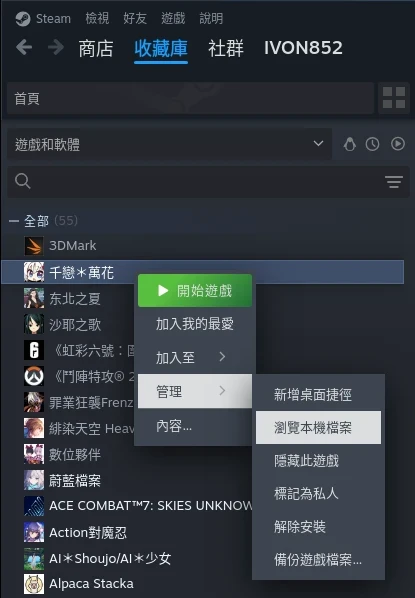 Steam 檢視 好友 遊戲 說明
商店 收藏庫 社群 IVON852
首頁
遊戲和軟體
全部 (55)
3DMark
千戀＊萬花
东北之夏
沙耶之歌
《虹彩六號：
《鬥陣特攻® 2
罪業狂襲Frenz
緋染天空 Heav
數位夥伴
蔚藍檔案
ACE COMBAT™7: SKIES UNKNOW
Action對魔忍
AI＊Shoujo/AI＊少女
Alpaca Stacka
開始遊戲
加入我的最愛
加入至
管理
內容...
新增桌面捷徑
瀏覽本機檔案
隱藏此遊戲
標記為私人
解除安裝
備份遊戲檔案...